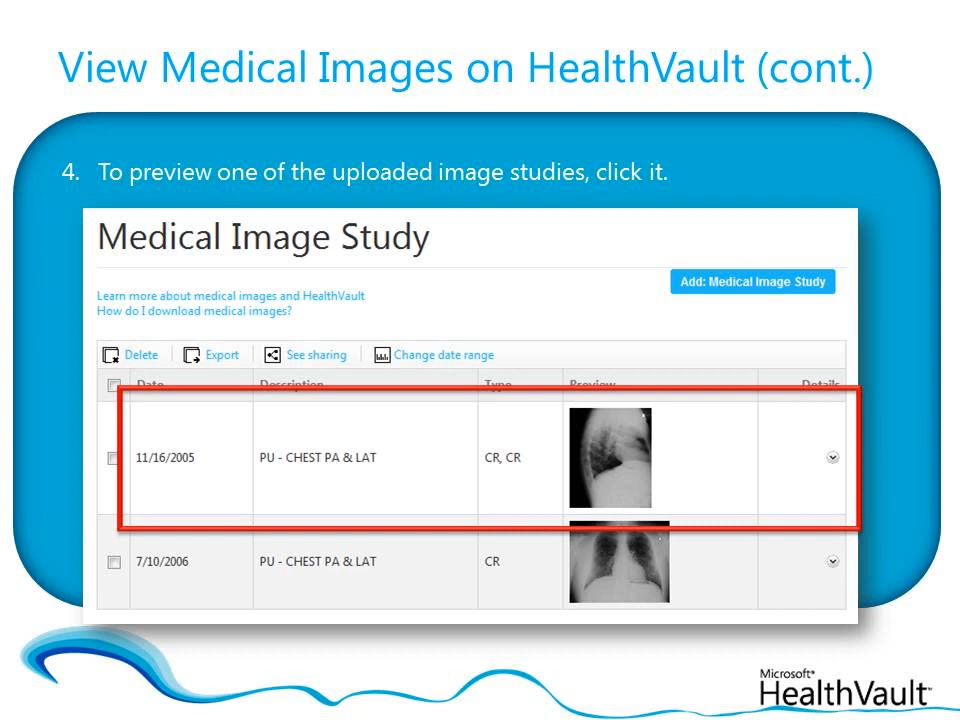 View Medical Images on HealthVault (cont.)
4. To preview one of the uploaded image studies, click it.
Medical Image Study
Add: Medical Image Study
Learn more about medical images and HealthVault
How do I download medical images?
Delete Export See sharing Change date range
Date Description Type Preview Details
11/16/2005 PU - CHEST PA & LAT CR, CR
7/10/2006 PU - CHEST PA & LAT CR
Microsoft®
HealthVault™